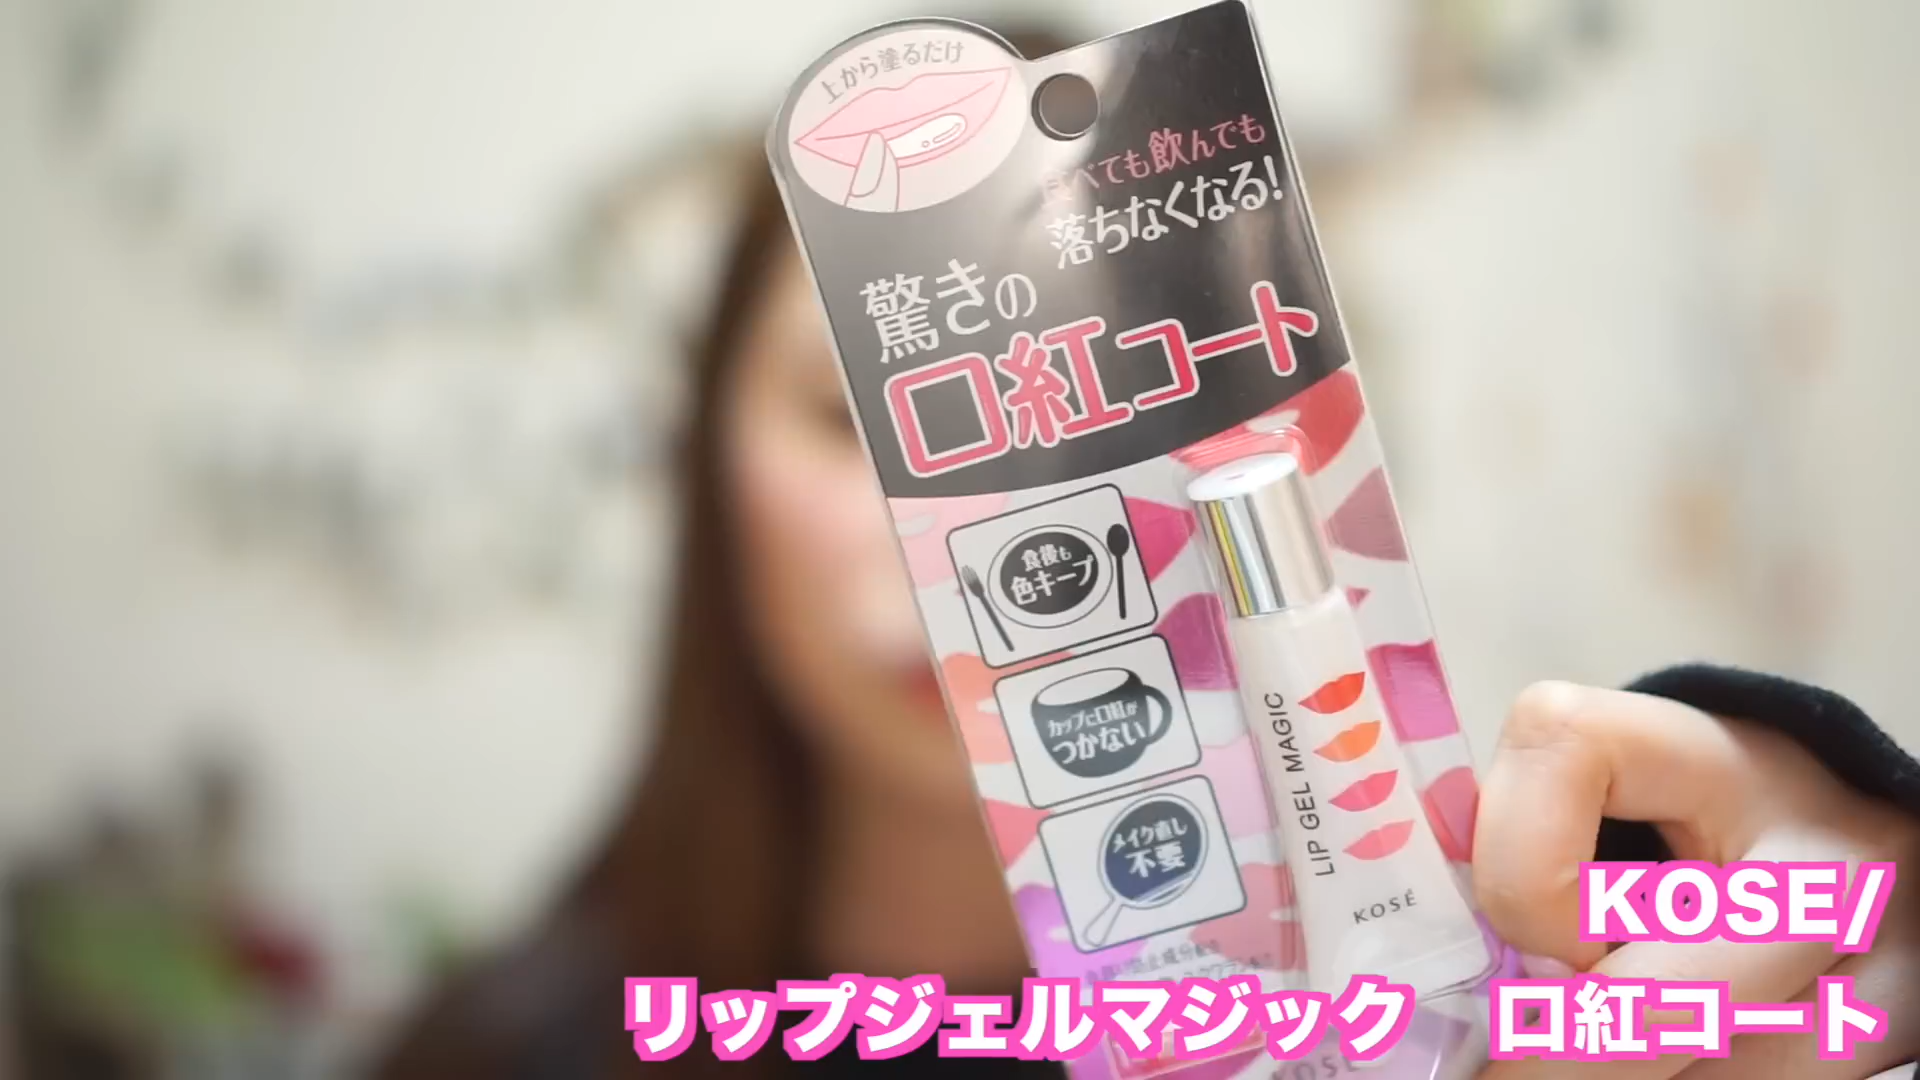 上から塗るだけ
食べても飲んでも
落ちなくなる!
驚きの
口紅コート
食後も
色キープ
カップに口紅が
つかない
メイク直し
不要
LIP GEL MAGIC
KOSÉ
KOSE/
リップジェルマジック 口紅コート
KOSÉ